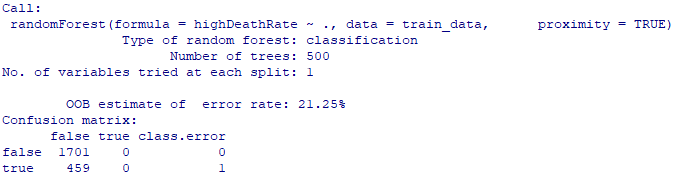 Call:
 randomForest(formula = highDeathRate ~ ., data = train_data,      proximity = TRUE)
               Type of random forest: classification
                     Number of trees: 500
No. of variables tried at each split: 1

        OOB estimate of  error rate: 21.25%
Confusion matrix:
      false true class.error
false  1701    0           0
true    459    0           1